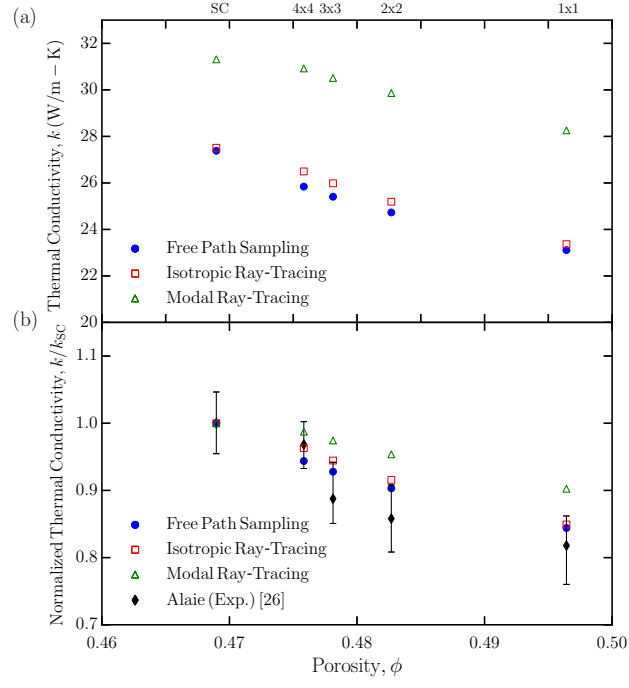 (a)
SC 4x4 3x3 2x2 1x1
Thermal Conductivity, k (W/m−K)
32
30
28
26
24
22
20
Free Path Sampling
Isotropic Ray-Tracing
Modal Ray-Tracing
(b)
Normalized Thermal Conductivity, k/k_SC
1.1
1.0
0.9
0.8
0.7
Free Path Sampling
Isotropic Ray-Tracing
Modal Ray-Tracing
Alaie (Exp.) [26]
0.46 0.47 0.48 0.49 0.50
Porosity, ϕ